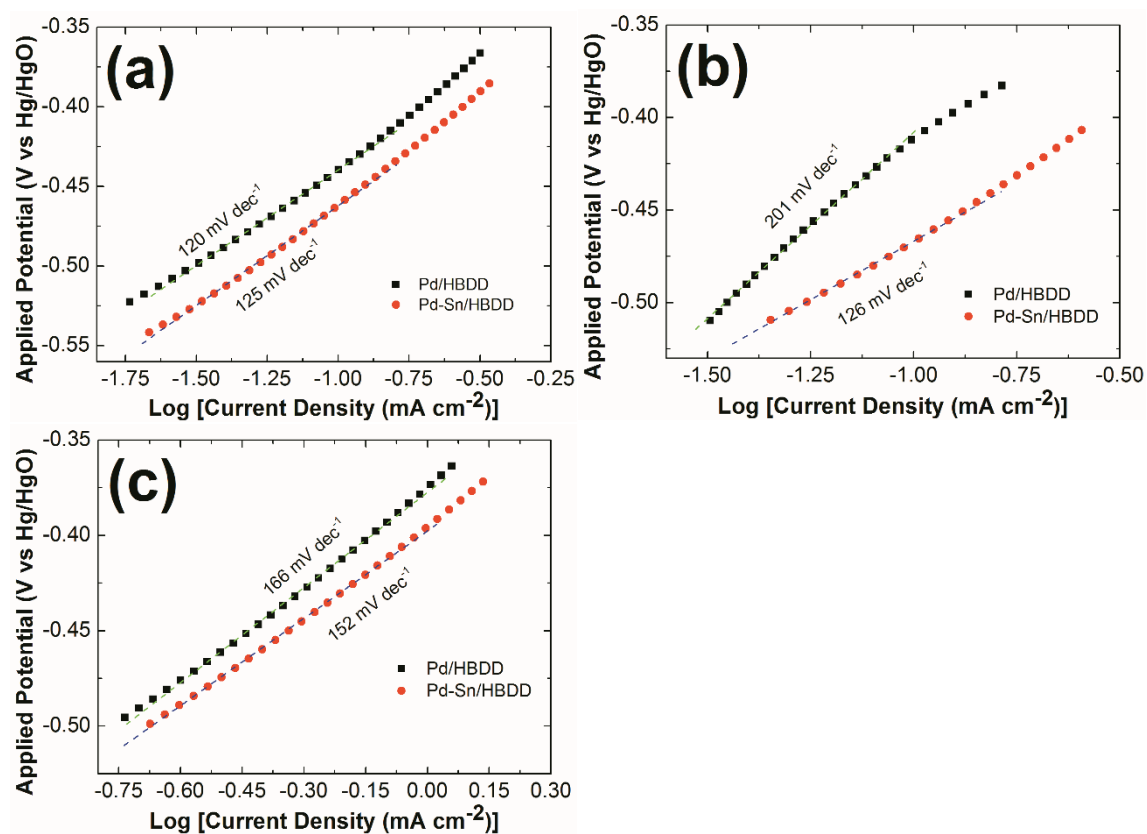 (a)
Applied Potential (V vs Hg/HgO)
-0.35
-0.40
-0.45
-0.50
-0.55
120 mV dec⁻¹
125 mV dec⁻¹
Pd/HBDD
Pd-Sn/HBDD
-1.75 -1.50 -1.25 -1.00 -0.75 -0.50 -0.25
Log [Current Density (mA cm⁻²)]
(b)
Applied Potential (V vs Hg/HgO)
-0.40
-0.45
-0.50
201 mV dec⁻¹
126 mV dec⁻¹
Pd/HBDD
Pd-Sn/HBDD
-1.50 -1.00 -0.50
Log [Current Density (mA cm⁻²)]
(c)
Applied Potential (V vs Hg/HgO)
-0.35
-0.40
-0.45
-0.50
166 mV dec⁻¹
152 mV dec⁻¹
Pd/HBDD
Pd-Sn/HBDD
-0.75 -0.60 -0.45 -0.30 -0.15 0.00 0.15 0.30
Log [Current Density (mA cm⁻²)]